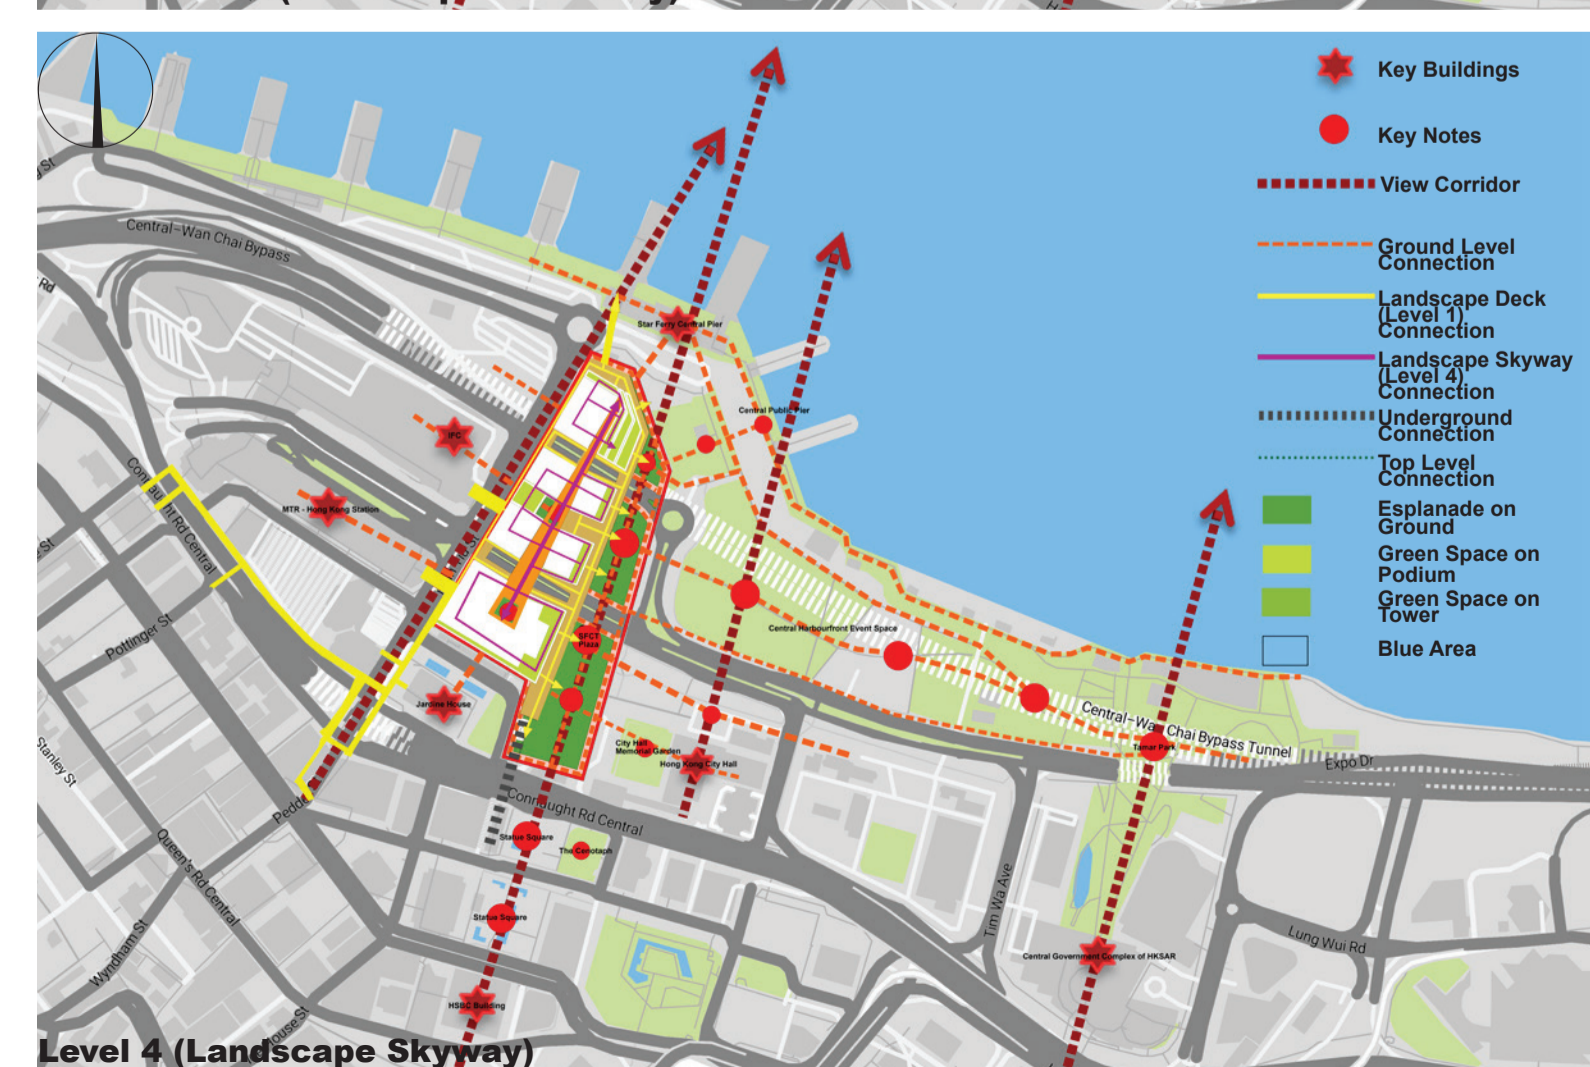 Key Buildings
Key Notes
View Corridor
Ground Level
Connection
Landscape Deck
(Level 1)
Connection
Landscape Skyway
(Level 4)
Connection
Underground
Connection
Top Level
Connection
Esplanade on
Ground
Green Space on
Podium
Green Space on
Tower
Blue Area
Central-Wan Chai Bypass
Rd
Star Ferry Central Pier
Central Public Pier
IFC
MTR - Hong Kong Station
Connaught Rd Central
Pottinger St
Jardine House
SFCT
Plaza
Central Harbourfront Event Space
City Hall
Memorial Garden
Hong Kong City Hall
Central-Wan Chai Bypass Tunnel
Tamar Park
Expo Dr
Stanley St
Pedde
Connaught Rd Central
Statue Square
The Cenotaph
Queen's Rd Central
Statue Square
Tim Wa Ave
Wyndham St
Lung Wui Rd
Central Government Complex of HKSAR
HSBC Building
ouse St
Level 4 (Landscape Skyway)